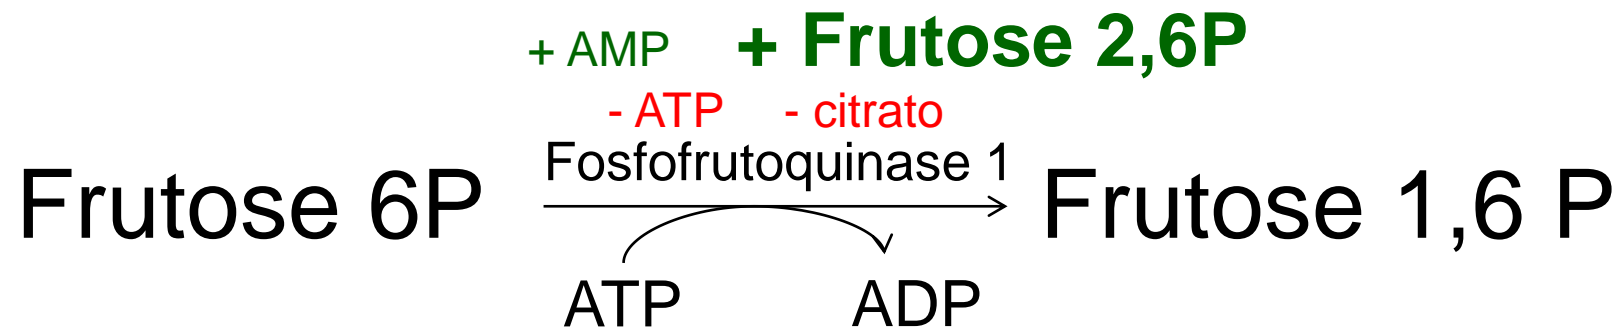 + AMP + Frutose 2,6P
- ATP - citrato
Fosfofrutoquinase 1
Frutose 6P Frutose 1,6 P
ATP ADP